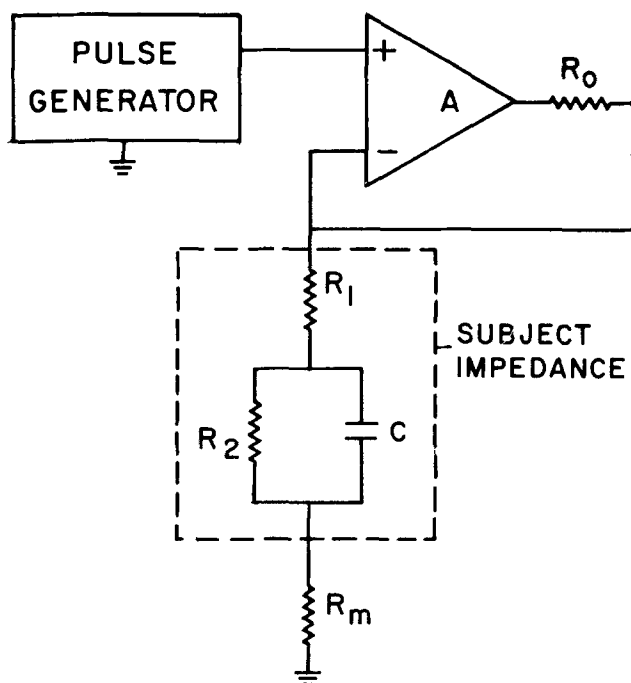 PULSE
GENERATOR
+
A
R₀
−
R₁
SUBJECT
IMPEDANCE
R₂
C
Rₘ